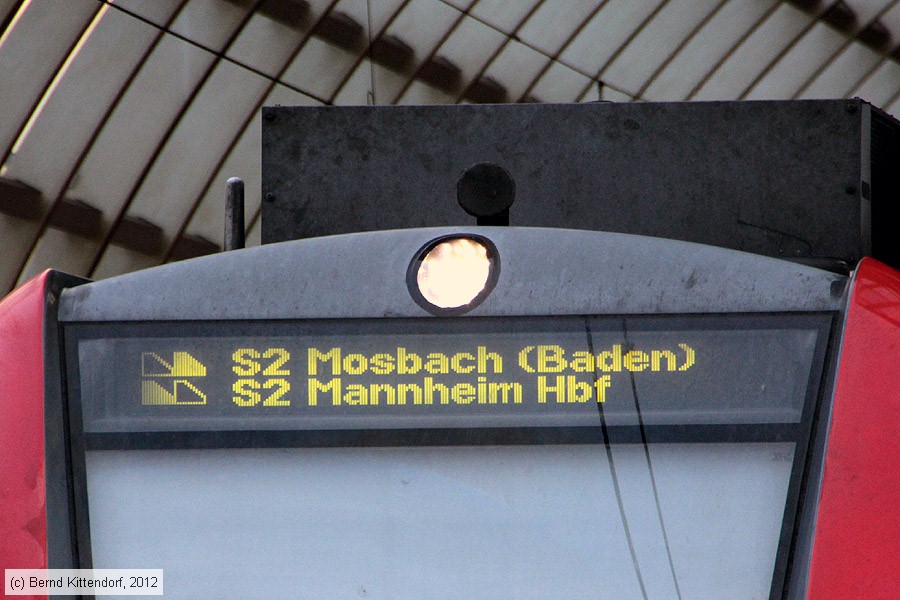 S2 Mosbach (Baden)
S2 Mannheim Hbf
(c) Bernd Kittendorf, 2012